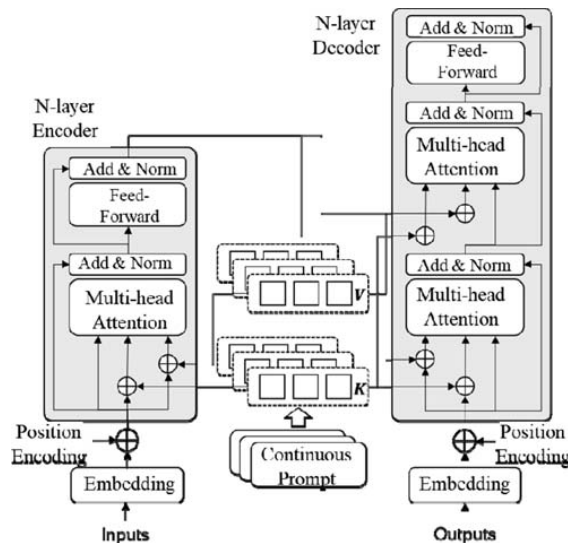 N-layer
Decoder
Add & Norm
Feed-
Forward
Add & Norm
Multi-head
Attention
Add & Norm
Multi-head
Attention
Position
Encoding
Embedding
Outputs
N-layer
Encoder
Add & Norm
Feed-
Forward
Add & Norm
Multi-head
Attention
Position
Encoding
Embedding
Inputs
V
K
Continuous
Prompt